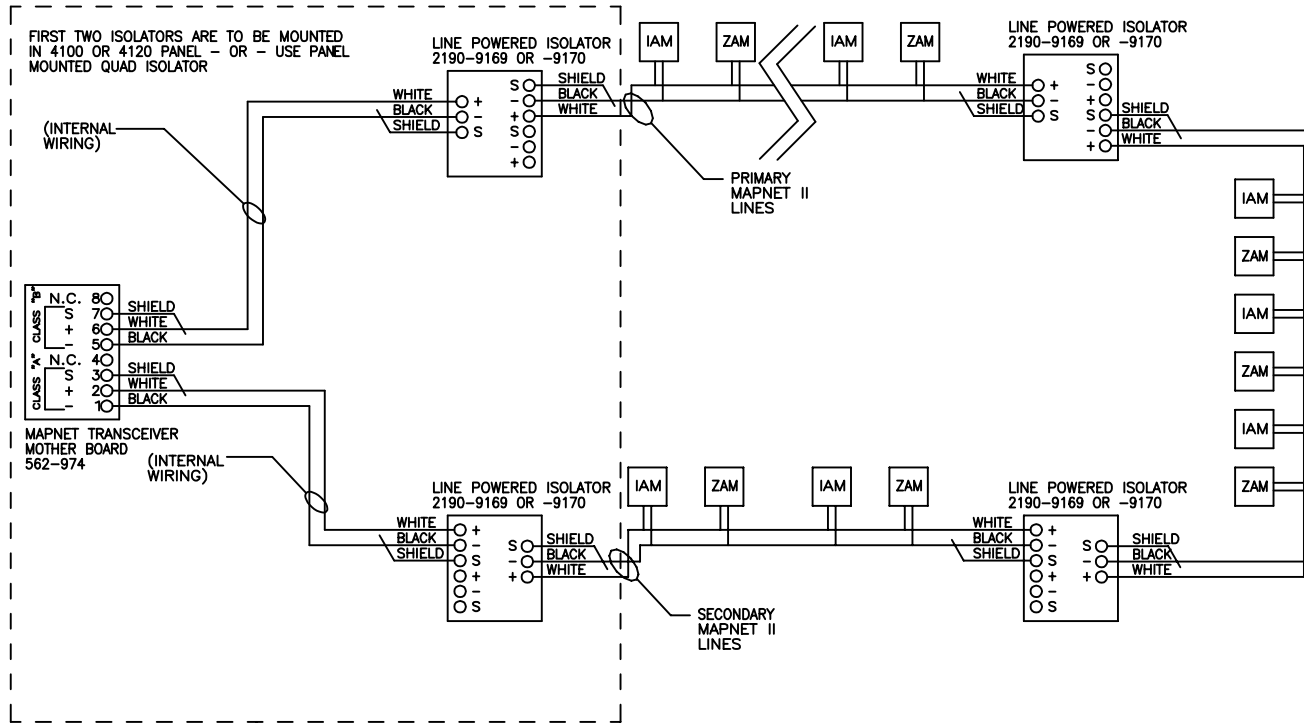 FIRST TWO ISOLATORS ARE TO BE MOUNTED
IN 4100 OR 4120 PANEL - OR - USE PANEL
MOUNTED QUAD ISOLATOR
LINE POWERED ISOLATOR
2190-9169 OR -9170
WHITE
BLACK
SHIELD
+
-
S
S
-
+
S
-
+
SHIELD
BLACK
WHITE
IAM
ZAM
IAM
ZAM
LINE POWERED ISOLATOR
2190-9169 OR -9170
WHITE
BLACK
SHIELD
+
-
S
S
-
+
S
-
+
SHIELD
BLACK
WHITE
(INTERNAL
WIRING)
PRIMARY
MAPNET II
LINES
IAM
ZAM
IAM
ZAM
IAM
ZAM
CLASS "B"
N.C. 8
S 7
+ 6
- 5
SHIELD
WHITE
BLACK
CLASS "A"
N.C. 4
S 3
+ 2
- 1
SHIELD
WHITE
BLACK
MAPNET TRANSCEIVER
MOTHER BOARD
562-974
(INTERNAL
WIRING)
LINE POWERED ISOLATOR
2190-9169 OR -9170
WHITE
BLACK
SHIELD
+
-
S
+
-
S
S
-
+
SHIELD
BLACK
WHITE
IAM
ZAM
IAM
ZAM
LINE POWERED ISOLATOR
2190-9169 OR -9170
WHITE
BLACK
SHIELD
+
-
S
+
-
S
S
-
+
SHIELD
BLACK
WHITE
SECONDARY
MAPNET II
LINES